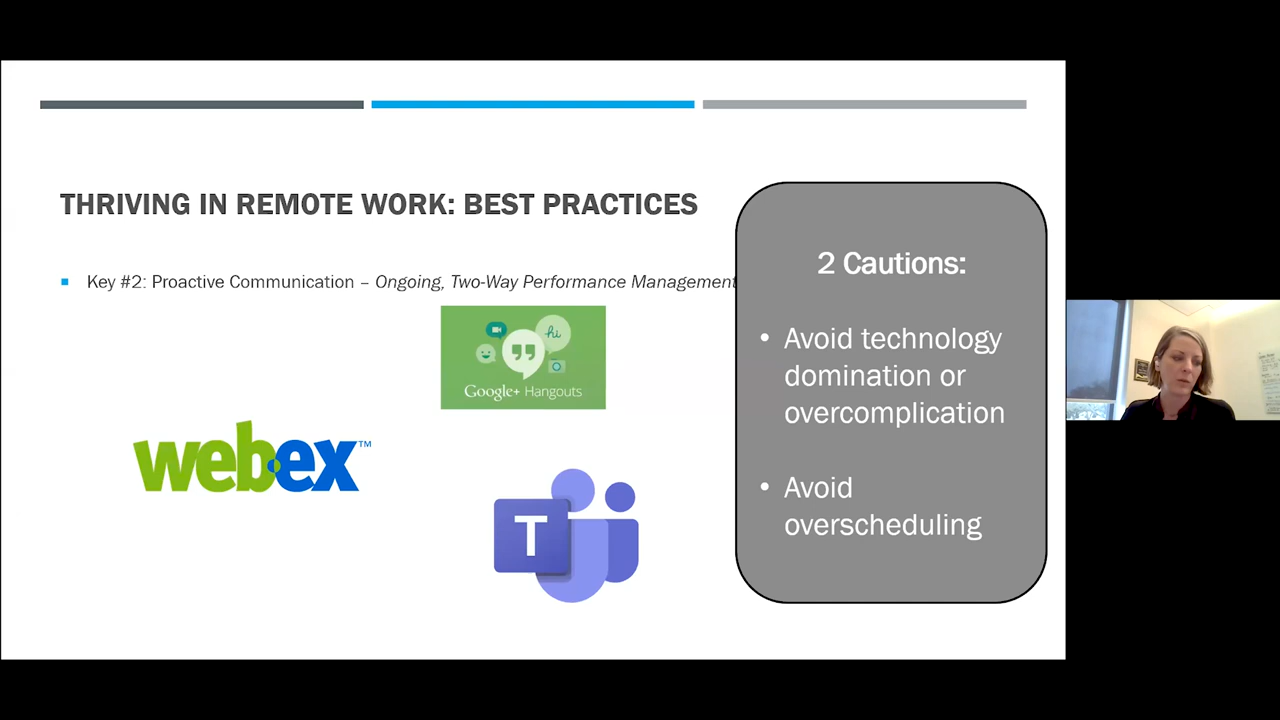 THRIVING IN REMOTE WORK: BEST PRACTICES
Key #2: Proactive Communication – Ongoing, Two-Way Performance Management
hi
Google+ Hangouts
webex™
T
2 Cautions:
• Avoid technology
domination or
overcomplication
• Avoid
overscheduling